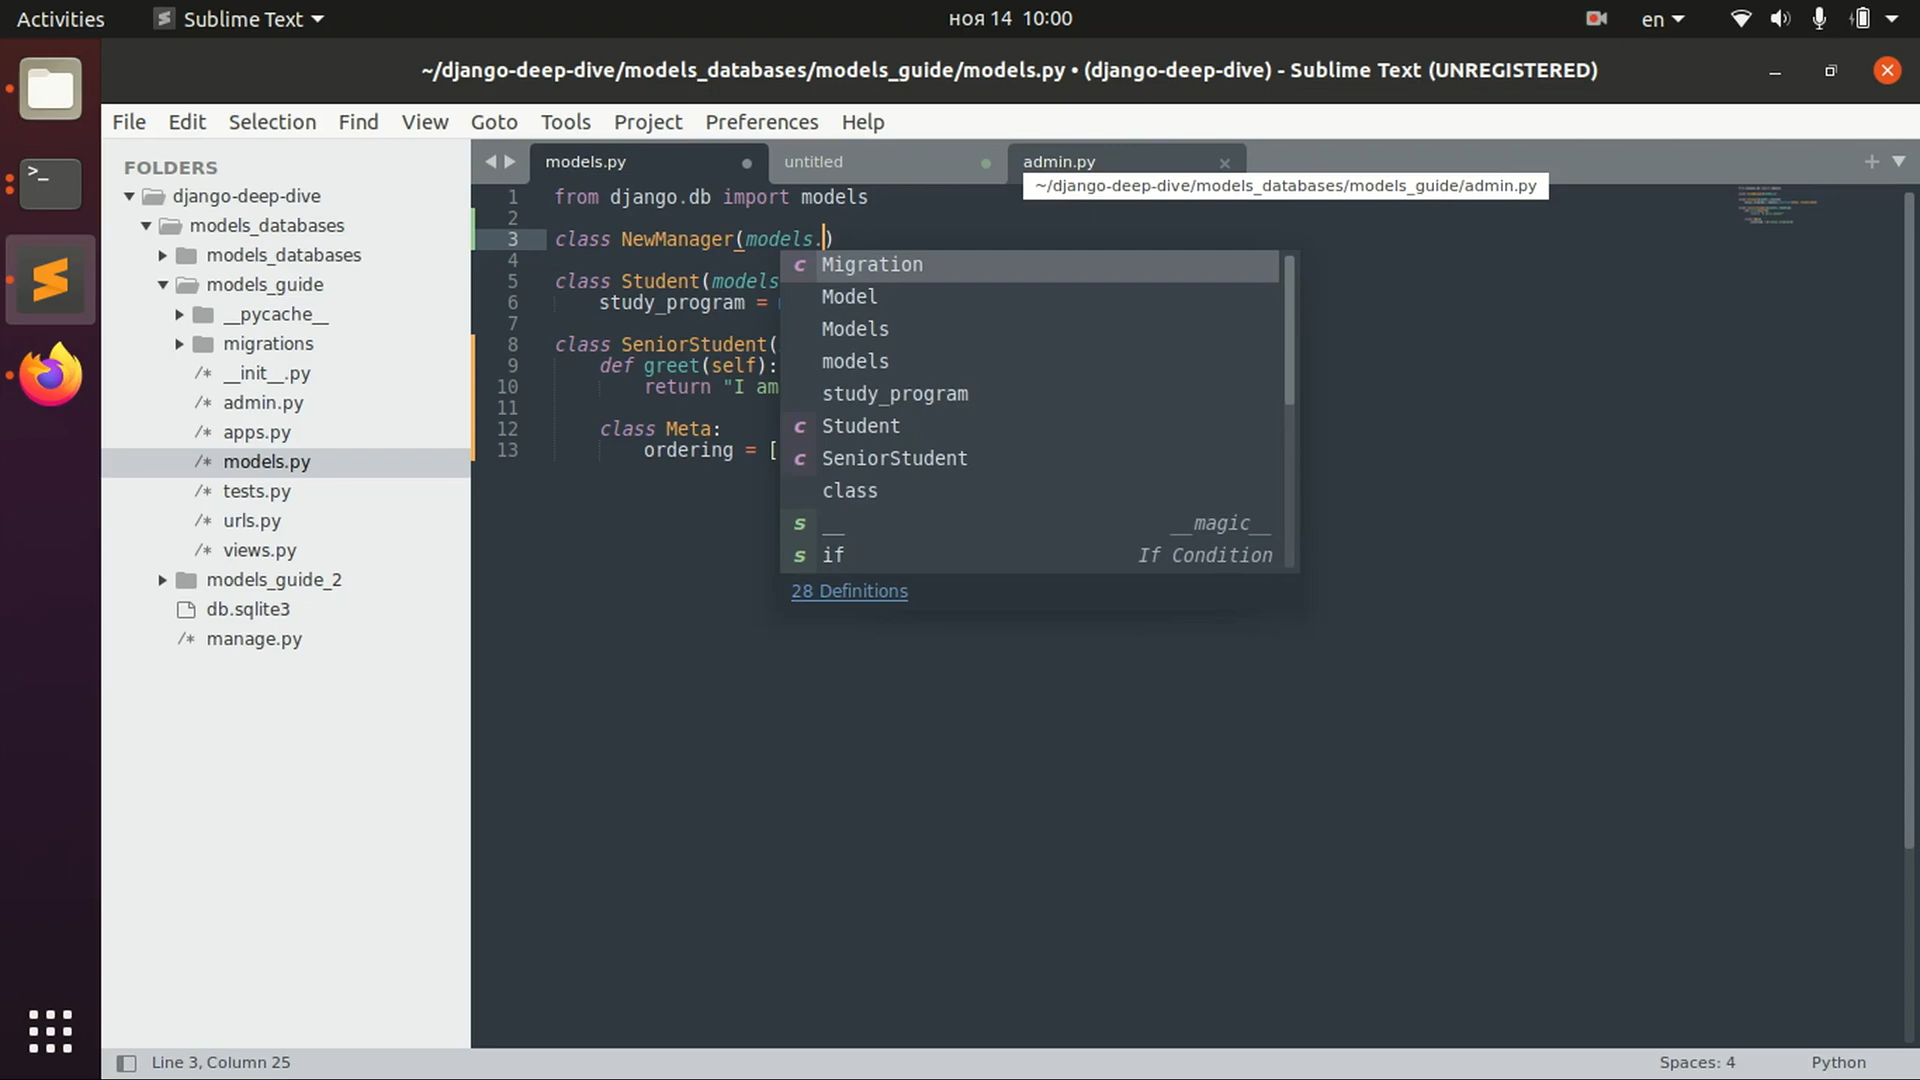 Activities
Sublime Text
ноя 14 10:00
en
~/django-deep-dive/models_databases/models_guide/models.py • (django-deep-dive) - Sublime Text (UNREGISTERED)
File Edit Selection Find View Goto Tools Project Preferences Help
FOLDERS
django-deep-dive
models_databases
models_databases
models_guide
__pycache__
migrations
/* __init__.py
/* admin.py
/* apps.py
/* models.py
/* tests.py
/* urls.py
/* views.py
models_guide_2
db.sqlite3
/* manage.py
models.py
untitled
admin.py
~/django-deep-dive/models_databases/models_guide/admin.py
1 from django.db import models
2
3 class NewManager(models.)
4
5 class Student(models
6 study_program =
7
8 class SeniorStudent(
9 def greet(self):
10 return "I am
11
12 class Meta:
13 ordering = [
c Migration
Model
Models
models
study_program
c Student
c SeniorStudent
class
s __ __magic__
s if If Condition
28 Definitions
Line 3, Column 25
Spaces: 4
Python